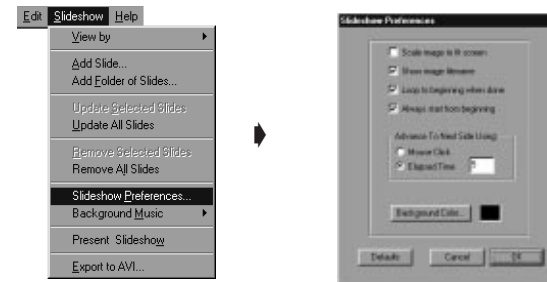 Edit Slideshow Help
View by
Add Slide...
Add Folder of Slides...
Update Selected Slides
Update All Slides
Remove Selected Slides
Remove All Slides
Slideshow Preferences...
Background Music
Present Slideshow
Export to AVI...
Slideshow Preferences
Scale image to fit screen
Show image filename
Loop to beginning when done
Always start from beginning
Advance To Next Slide Using:
Mouse Click
Elapsed Time
Background Color...
Defaults Cancel OK